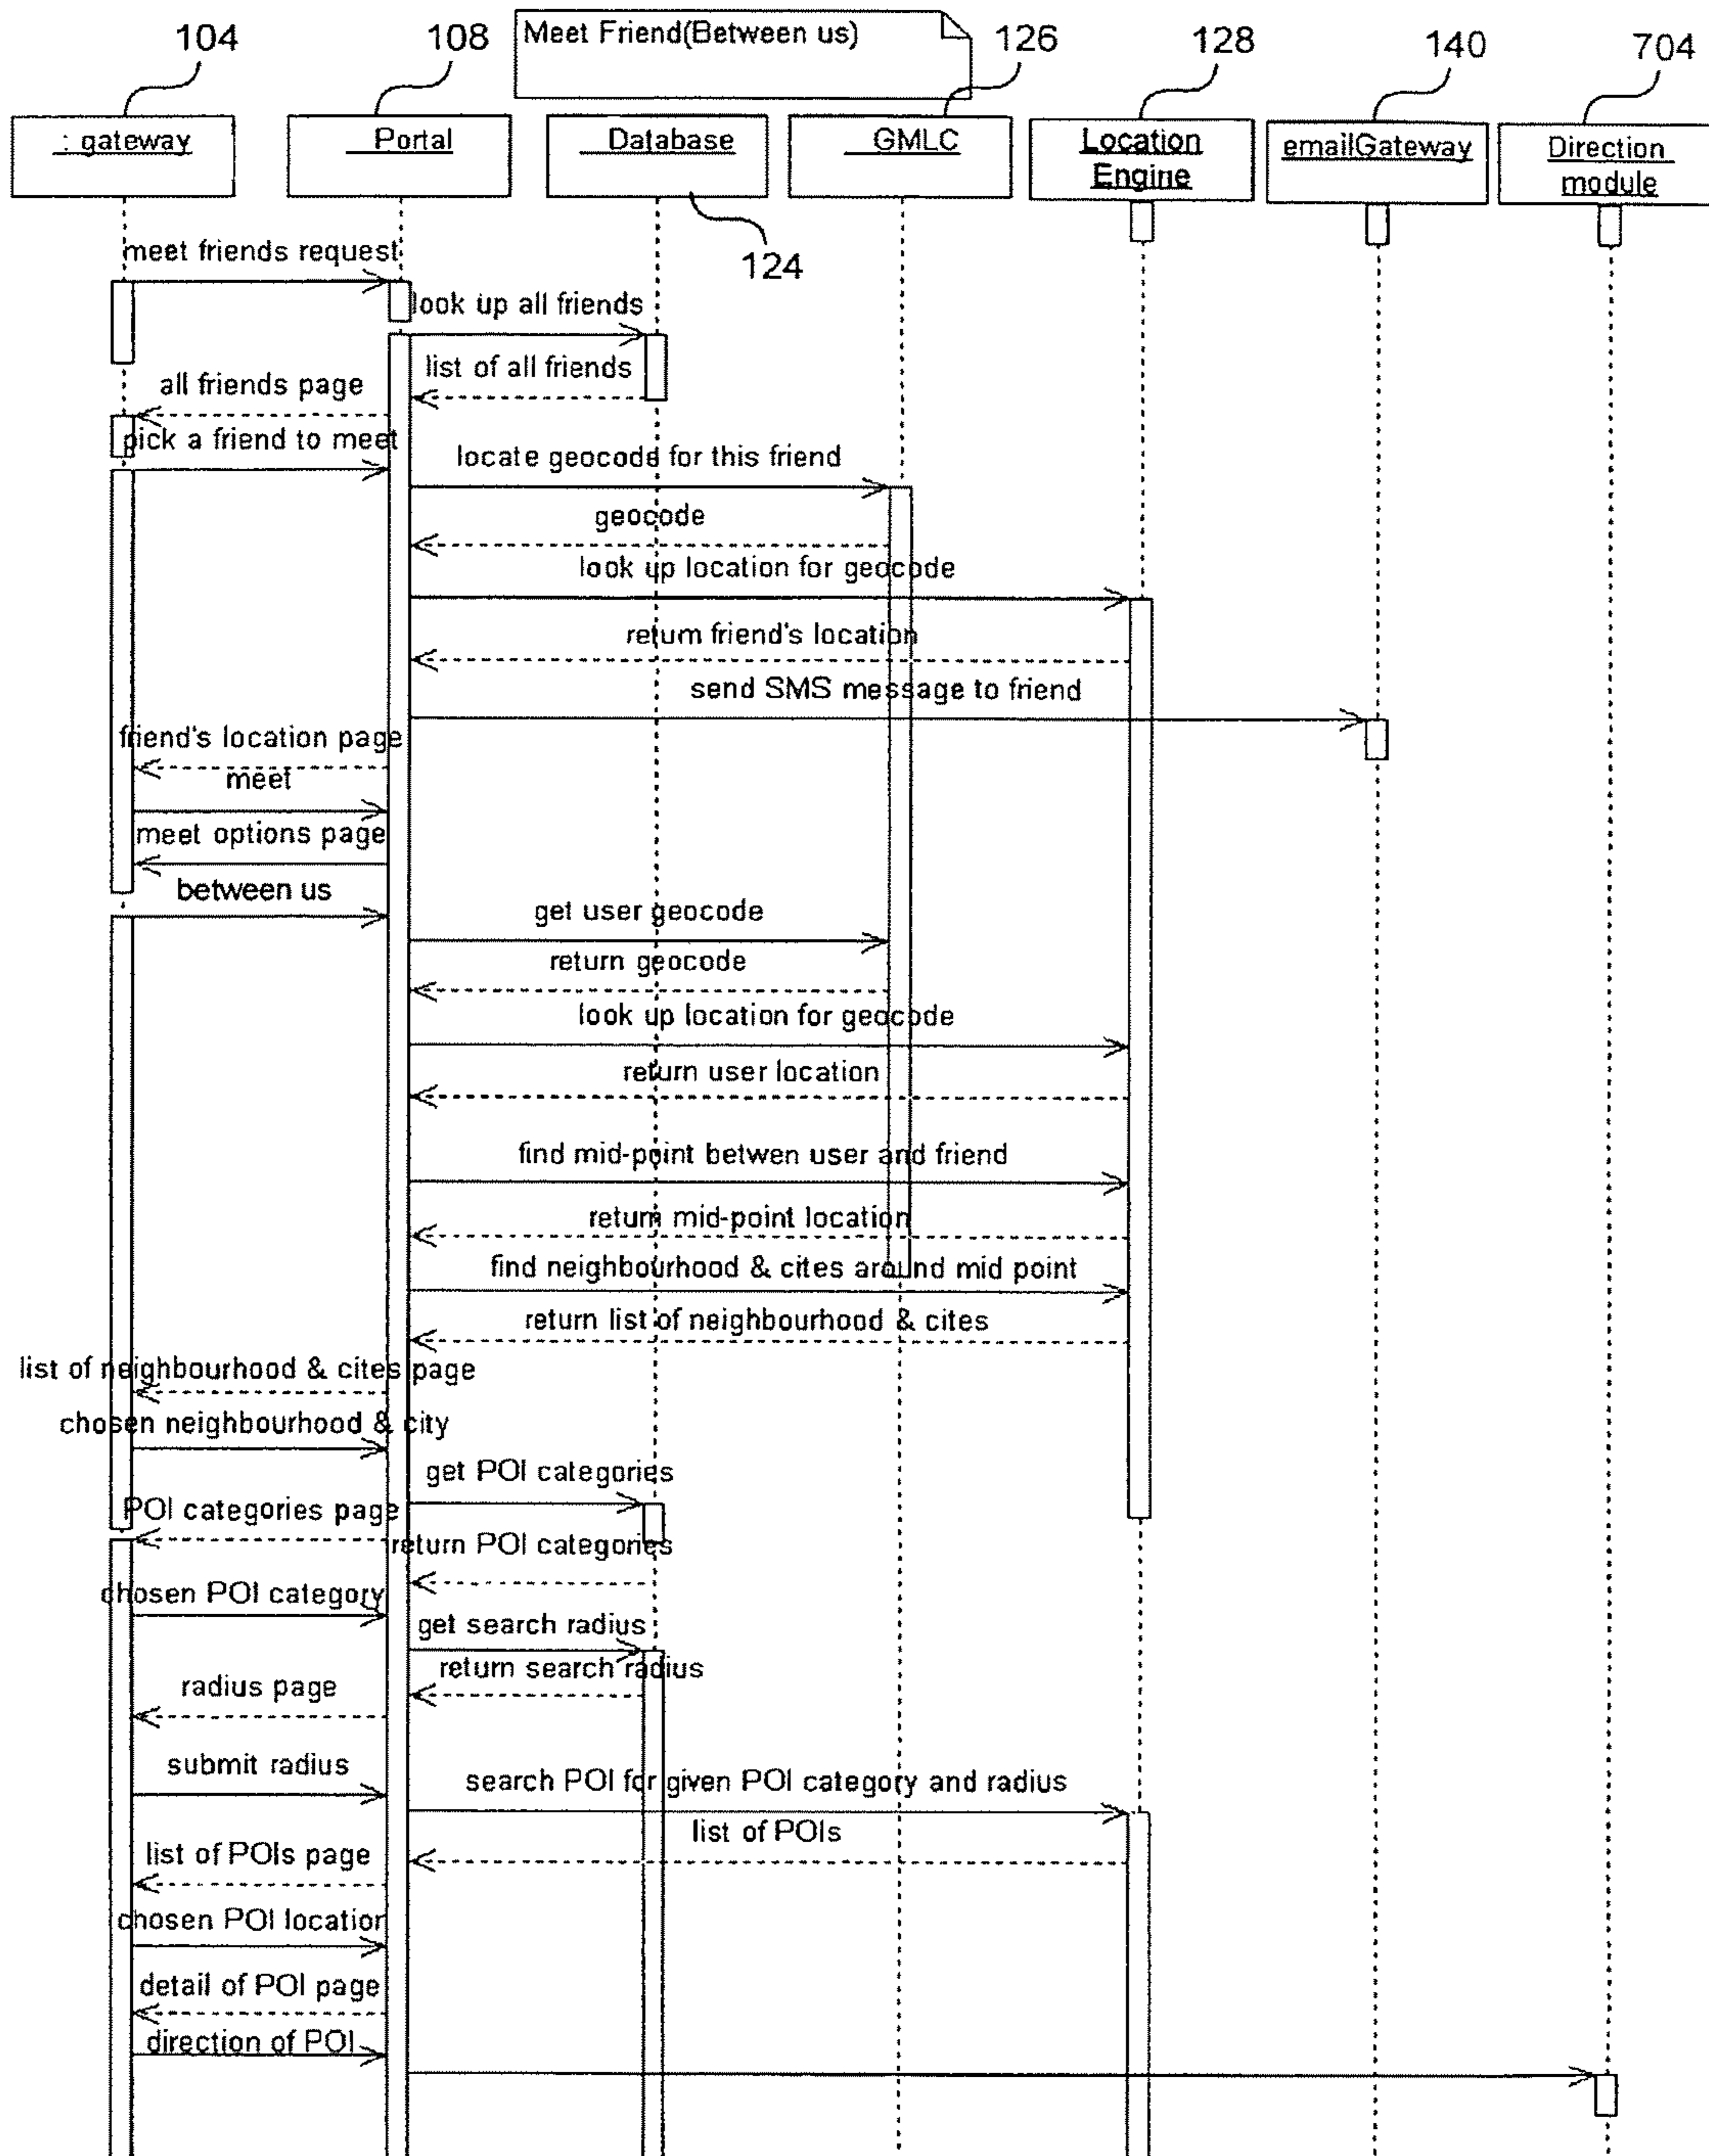 Meet Friend(Between us)
104
108
126
128
140
704
: gateway
Portal
Database
GMLC
Location
Engine
emailGateway
Direction
module
124
meet friends request
look up all friends
list of all friends
all friends page
pick a friend to meet
locate geocode for this friend
geocode
look up location for geocode
return friend's location
send SMS message to friend
friend's location page
meet
meet options page
between us
get user geocode
return geocode
look up location for geocode
return user location
find mid-point betwen user and friend
return mid-point location
find neighbourhood & cites around mid point
return list of neighbourhood & cites
list of neighbourhood & cites page
chosen neighbourhood & city
get POI categories
POI categories page
return POI categories
chosen POI category
get search radius
return search radius
radius page
submit radius
search POI for given POI category and radius
list of POIs
list of POIs page
chosen POI location
detail of POI page
direction of POI